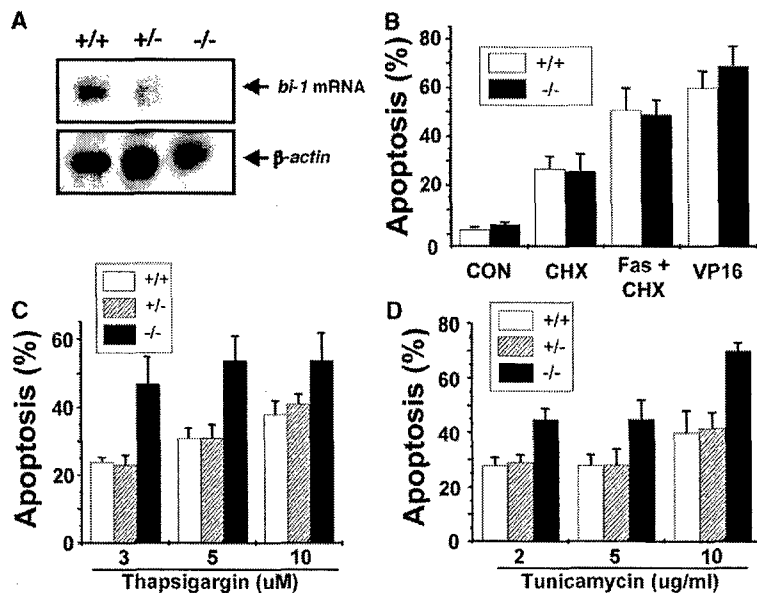 A
+/+ +/- -/-
bi-1 mRNA
β-actin
B
Apoptosis (%)
80
60
40
20
0
+/+
-/-
CON CHX Fas + CHX VP16
C
Apoptosis (%)
60
40
20
0
+/+
+/-
-/-
3 5 10
Thapsigargin (uM)
D
Apoptosis (%)
80
60
40
20
0
+/+
+/-
-/-
2 5 10
Tunicamycin (ug/ml)